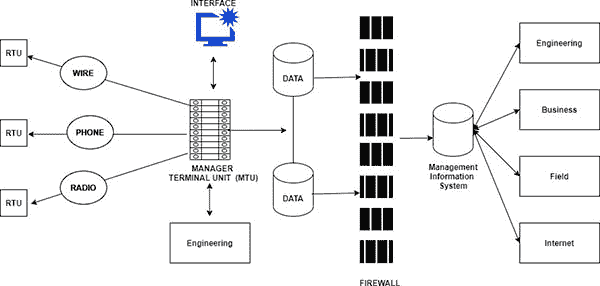 INTERFACE
RTU
WIRE
DATA
Engineering
RTU
PHONE
Business
MANAGER
TERMINAL UNIT (MTU)
Management
Information
System
RTU
RADIO
DATA
Field
Engineering
Internet
FIREWALL